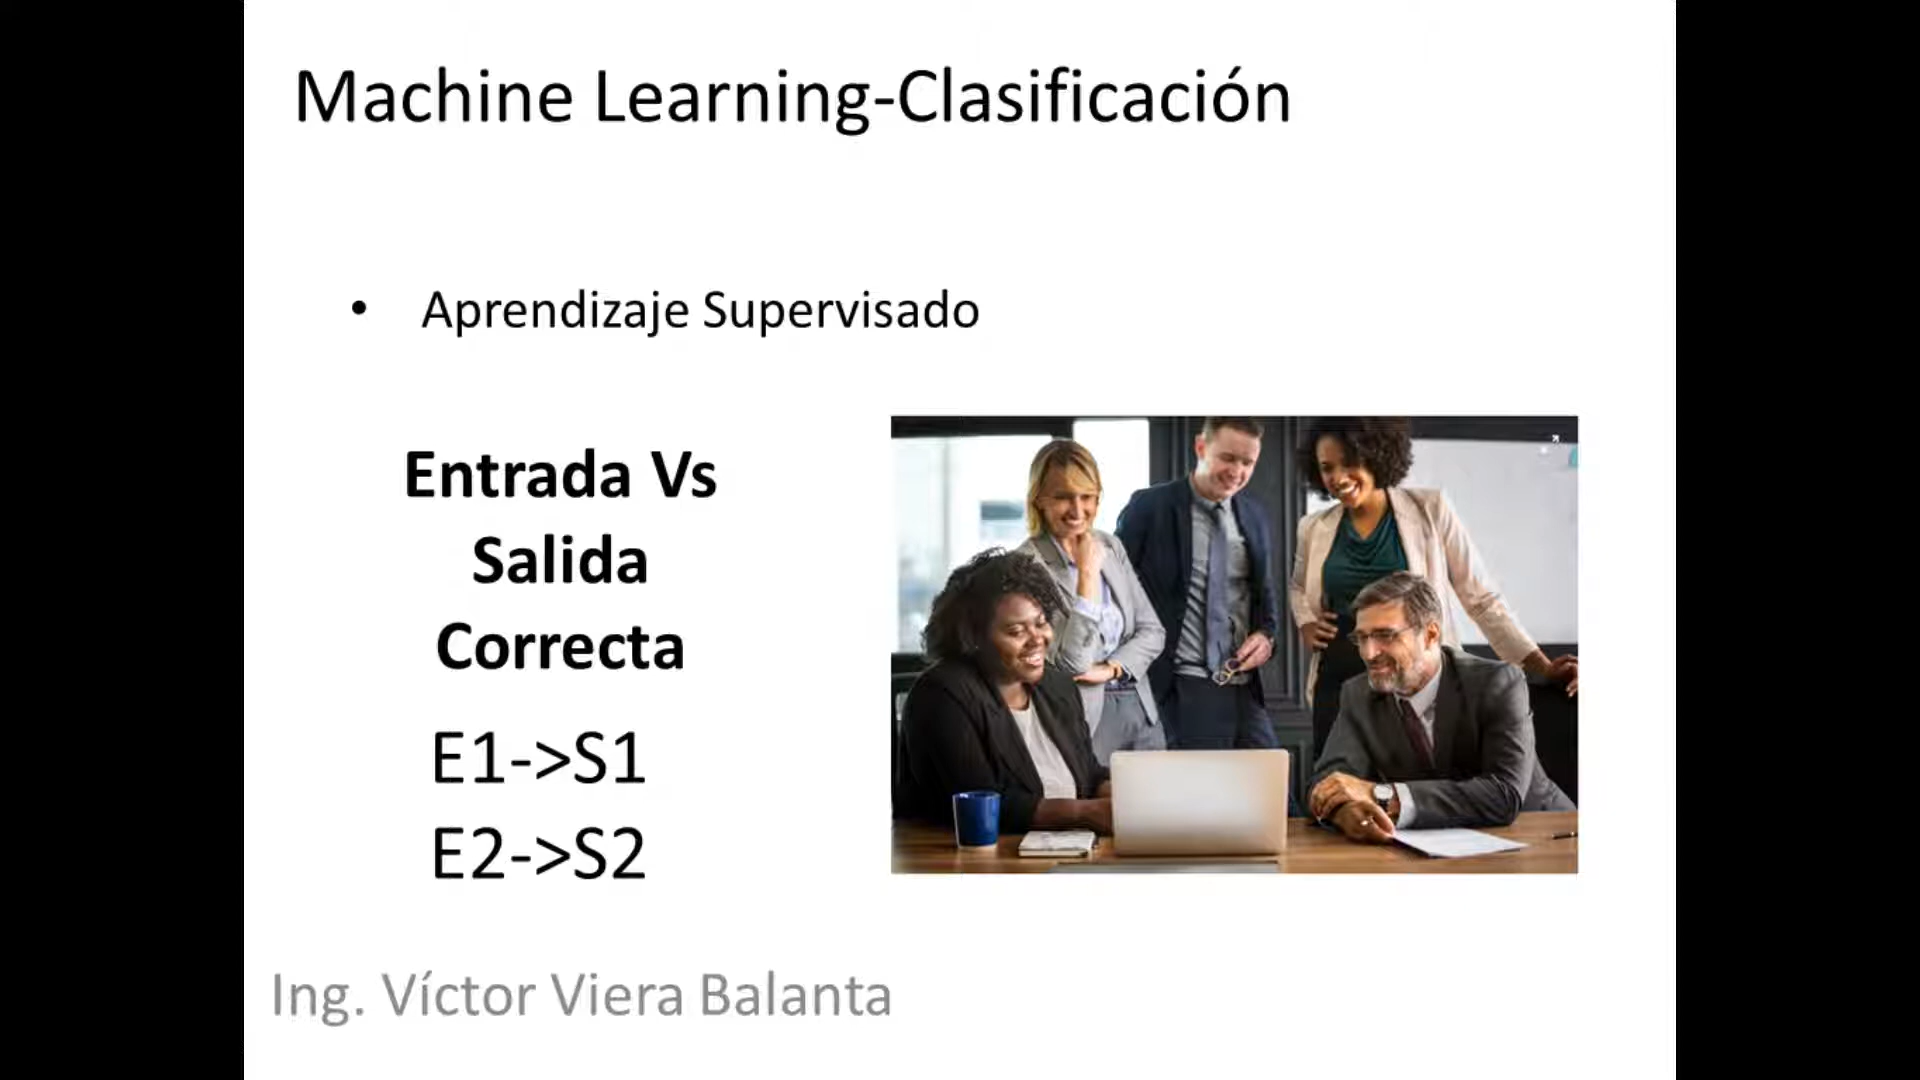 Machine Learning-Clasificación
• Aprendizaje Supervisado
Entrada Vs
Salida
Correcta
E1->S1
E2->S2
Ing. Víctor Viera Balanta